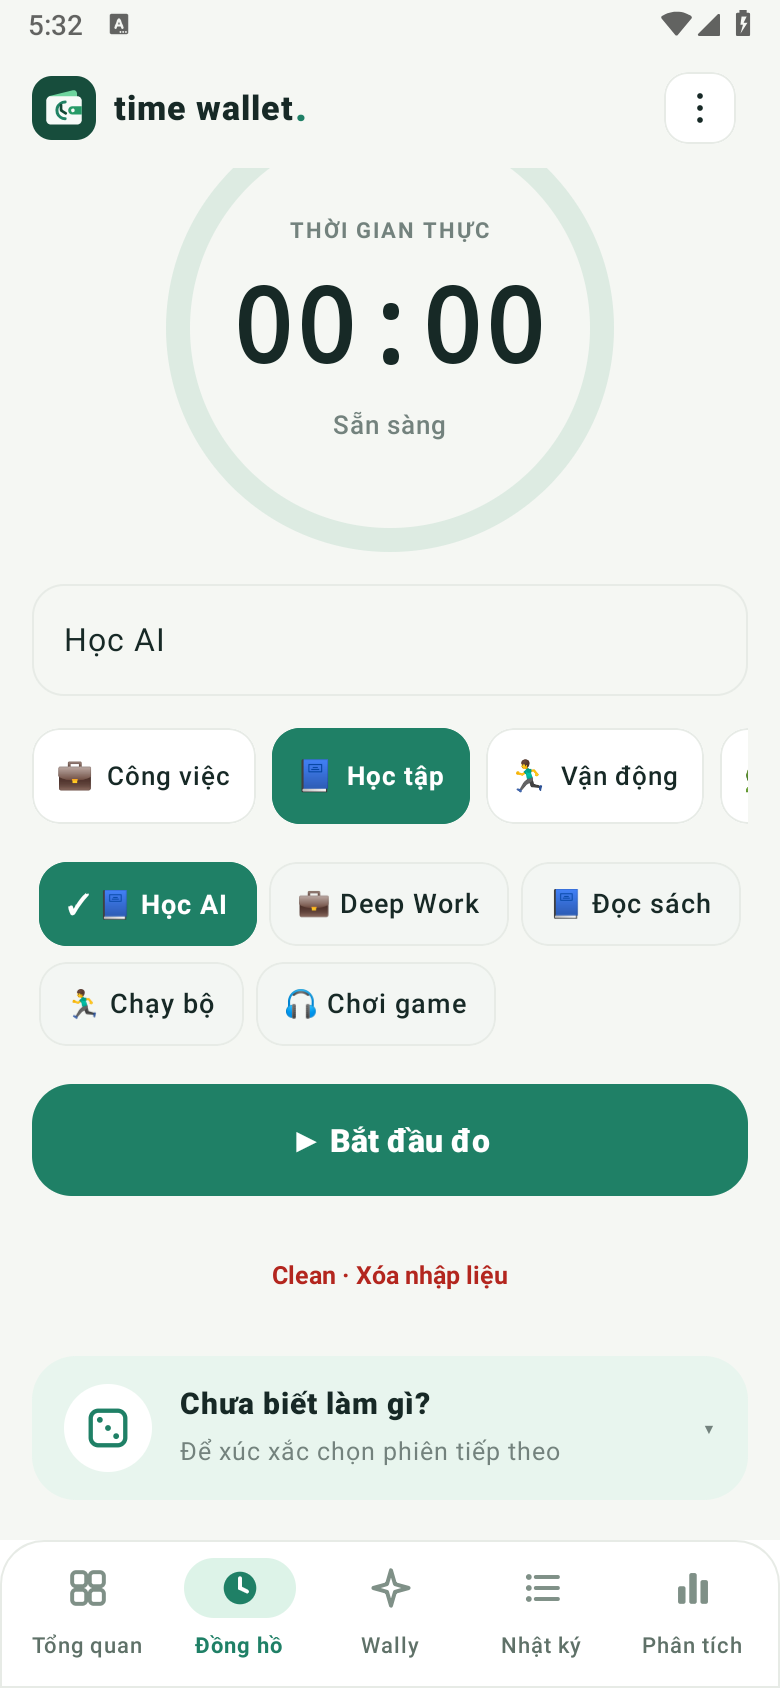 5:32
A
time wallet.
THỜI GIAN THỰC
00:00
Sẵn sàng
Học AI
Công việc
Học tập
Vận động
✓ Học AI
Deep Work
Đọc sách
Chạy bộ
Chơi game
▶ Bắt đầu đo
Clean · Xóa nhập liệu
Chưa biết làm gì?
Để xúc xắc chọn phiên tiếp theo
Tổng quan
Đồng hồ
Wally
Nhật ký
Phân tích